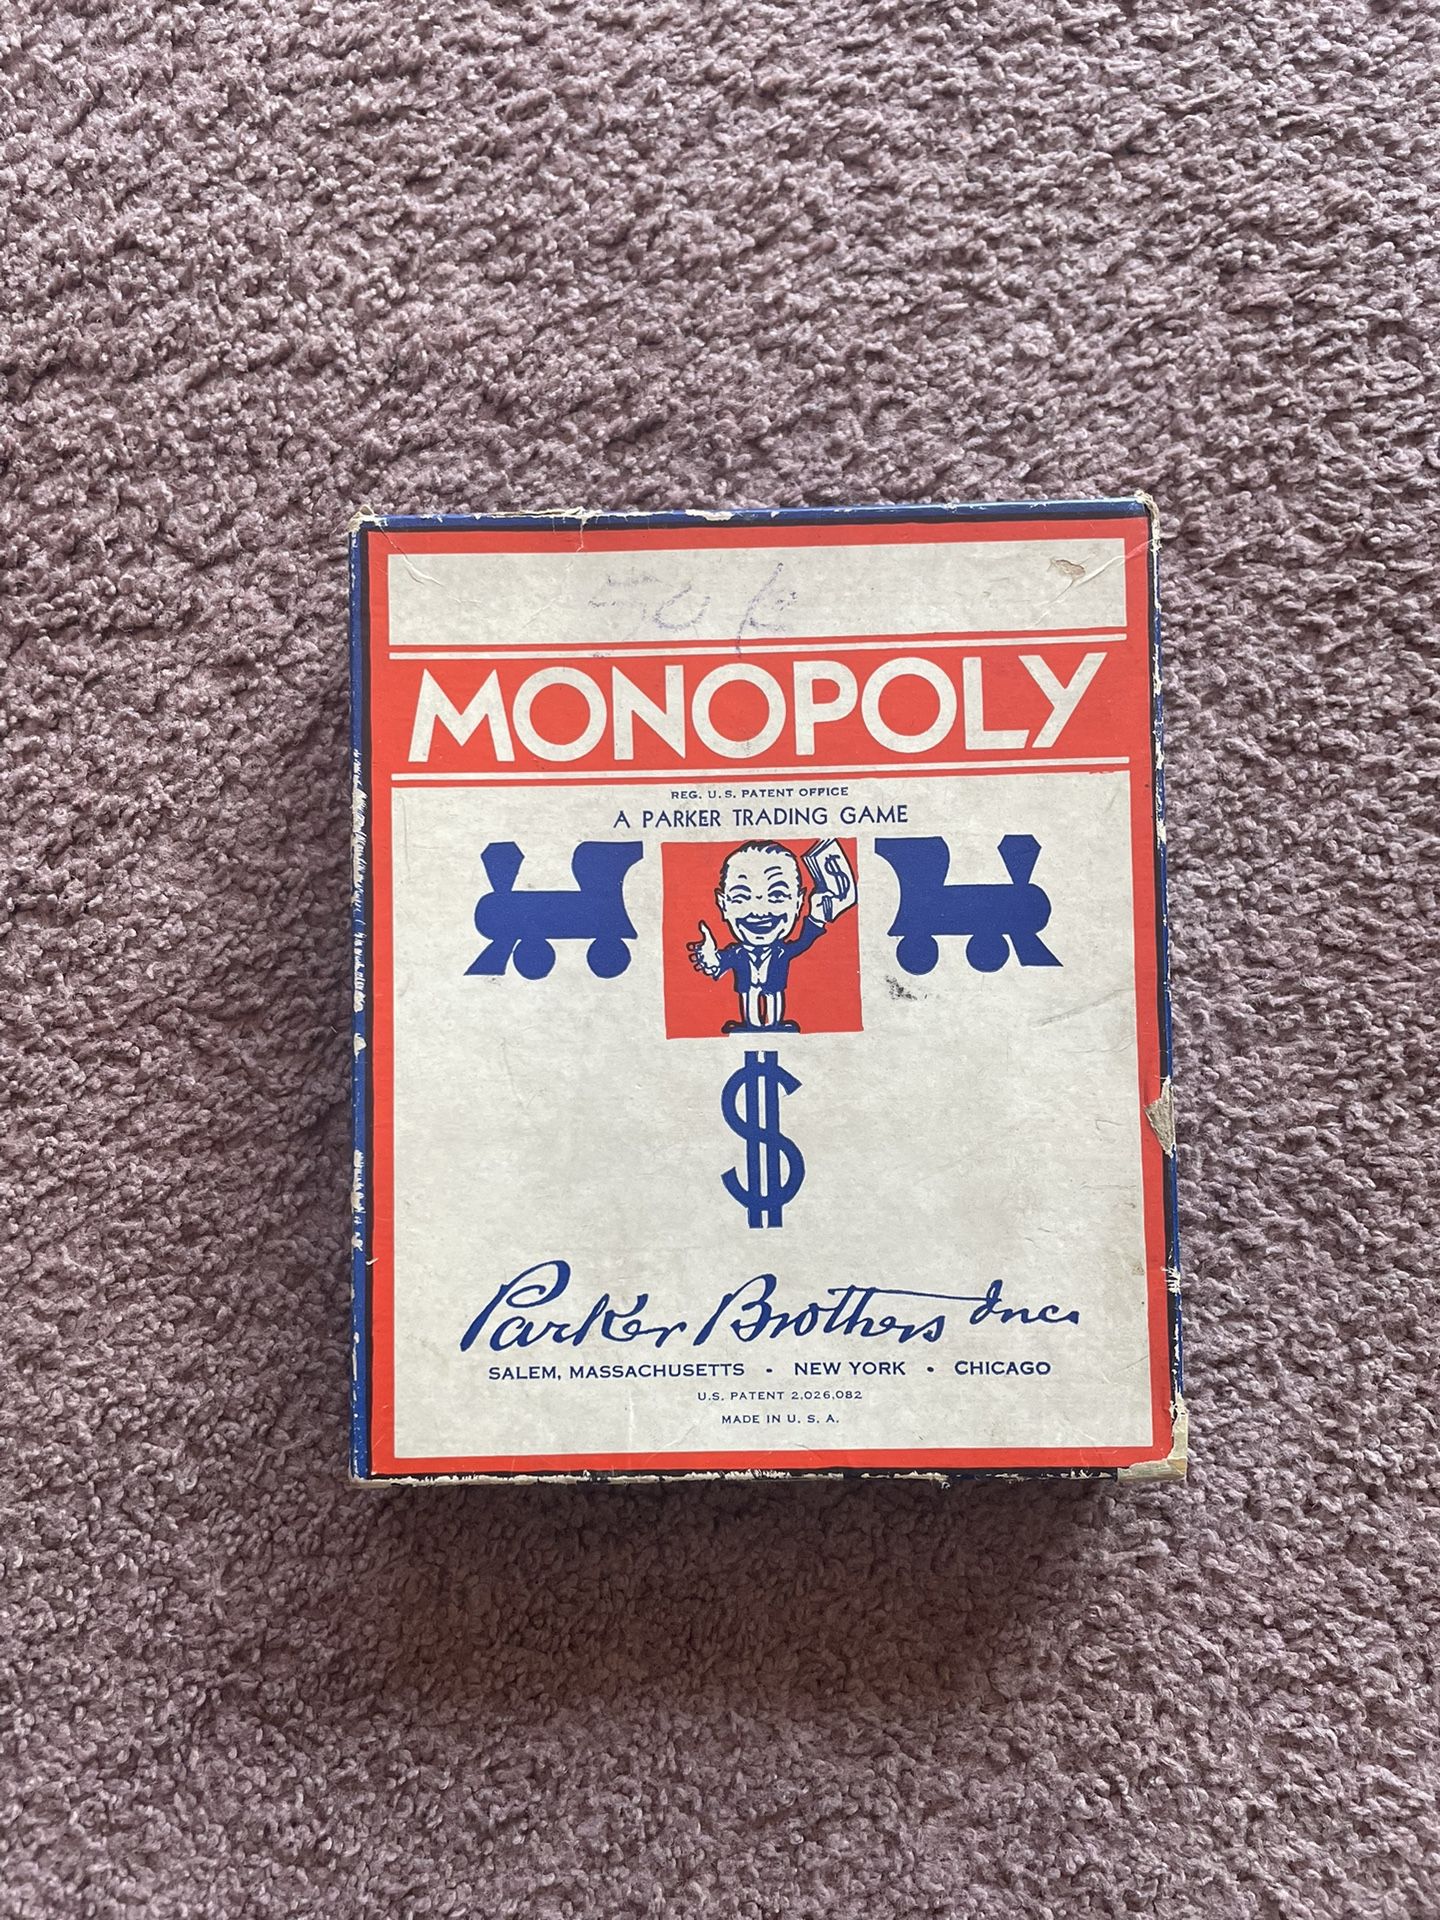 MONOPOLY
REG. U.S. PATENT OFFICE
A PARKER TRADING GAME
$
$
Parker Brothers Inc.
SALEM, MASSACHUSETTS • NEW YORK • CHICAGO
U.S. PATENT 2,026,082
MADE IN U. S. A.